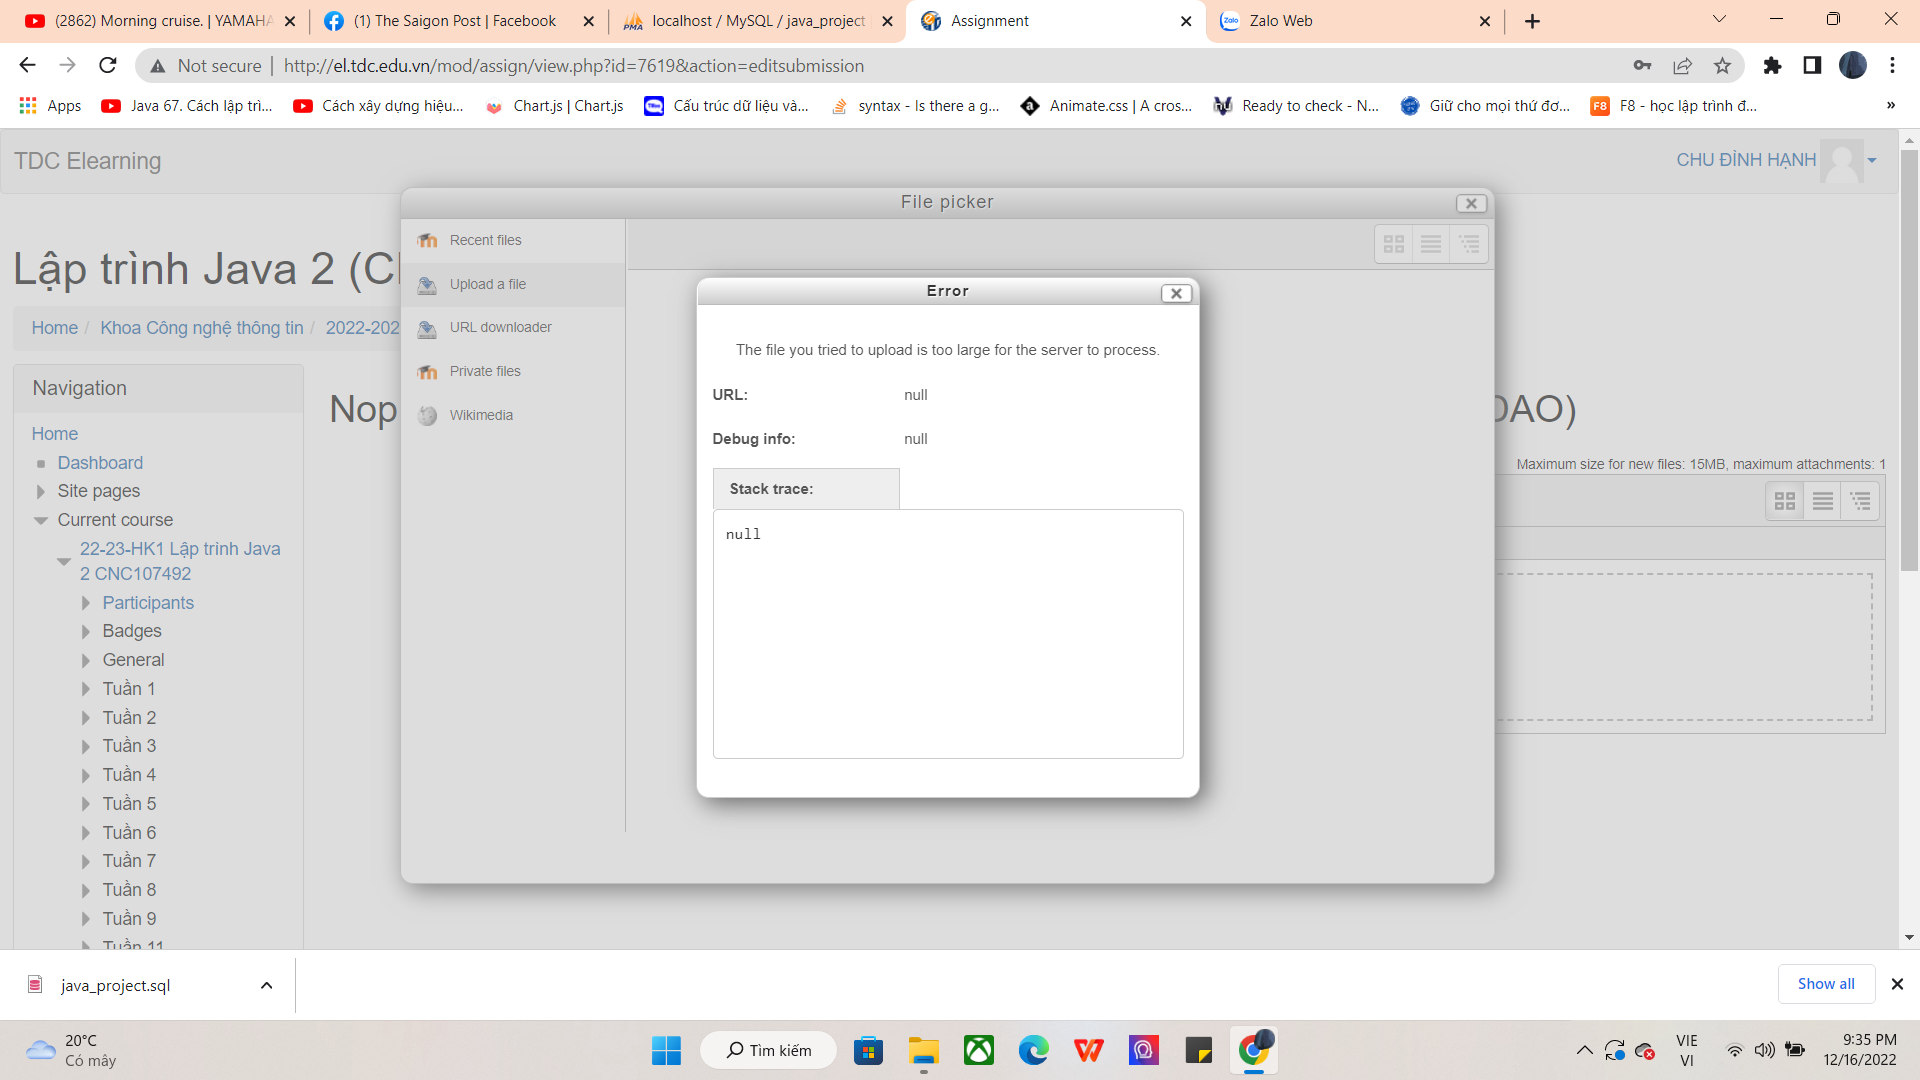 (2862) Morning cruise. | YAMAHA
(1) The Saigon Post | Facebook
localhost / MySQL / java_project
Assignment
Zalo Web
Not secure
http://el.tdc.edu.vn/mod/assign/view.php?id=7619&action=editsubmission
Apps
Java 67. Cách lập trì...
Cách xây dựng hiệu...
Chart.js | Chart.js
Cấu trúc dữ liệu và...
syntax - Is there a g...
Animate.css | A cros...
Ready to check - N...
Giữ cho mọi thứ đơ...
F8 - học lập trình đ...
TDC Elearning
CHU ĐÌNH HẠNH
File picker
Recent files
Upload a file
URL downloader
Private files
Wikimedia
Lập trình Java 2 (C
Home / Khoa Công nghệ thông tin / 2022-202
Error
The file you tried to upload is too large for the server to process.
URL: null
Debug info: null
Stack trace:
null
Navigation
Home
Dashboard
Site pages
Current course
22-23-HK1 Lập trình Java
2 CNC107492
Participants
Badges
General
Tuần 1
Tuần 2
Tuần 3
Tuần 4
Tuần 5
Tuần 6
Tuần 7
Tuần 8
Tuần 9
Tuần 11
Nop
DAO)
Maximum size for new files: 15MB, maximum attachments: 1
java_project.sql
Show all
20°C
Có mây
Tìm kiếm
VIE
VI
9:35 PM
12/16/2022